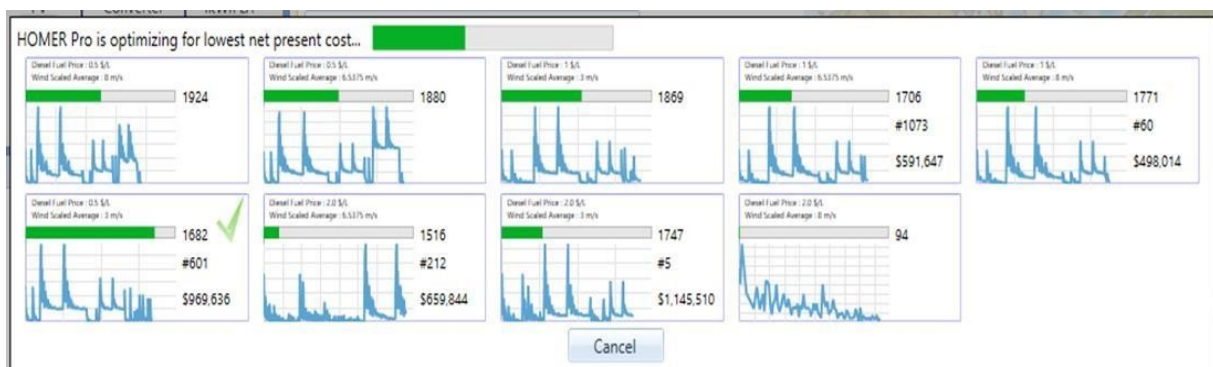 PV
Converter
HOMER Pro is optimizing for lowest net present cost...
Diesel Fuel Price : 0.5 $/L
Wind Scaled Average : 8 m/s
1924
Diesel Fuel Price : 0.5 $/L
Wind Scaled Average : 6.5375 m/s
1880
Diesel Fuel Price : 1 $/L
Wind Scaled Average : 3 m/s
1869
Diesel Fuel Price : 1 $/L
Wind Scaled Average : 6.5375 m/s
1706
#1073
$591,647
Diesel Fuel Price : 1 $/L
Wind Scaled Average : 8 m/s
1771
#60
$498,014
Diesel Fuel Price : 0.5 $/L
Wind Scaled Average : 3 m/s
1682
#601
$969,636
Diesel Fuel Price : 2.0 $/L
Wind Scaled Average : 6.5375 m/s
1516
#212
$659,844
Diesel Fuel Price : 2.0 $/L
Wind Scaled Average : 3 m/s
1747
#5
$1,145,510
Diesel Fuel Price : 2.0 $/L
Wind Scaled Average : 8 m/s
94
Cancel